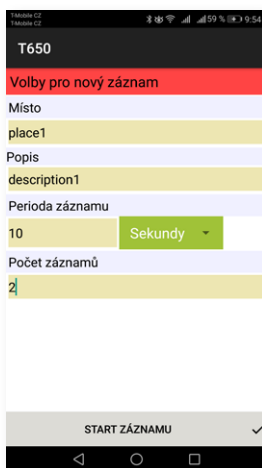 T-Mobile CZ
T-Mobile CZ
59 % 9:54
T650
Volby pro nový záznam
Místo
place1
Popis
description1
Perioda záznamu
10 Sekundy
Počet záznamů
2
START ZÁZNAMU